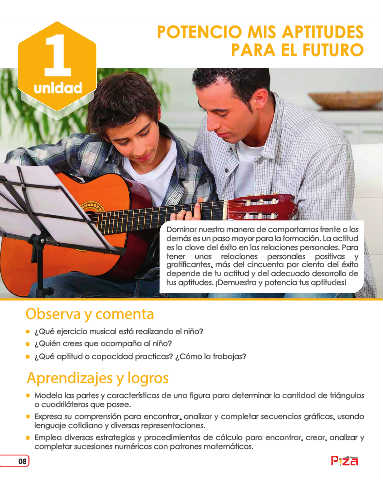 1
unidad
POTENCIO MIS APTITUDES
PARA EL FUTURO
Dominar nuestra manera de comportarnos frente a los
demás es un paso mayor para la formación. La actitud
es la clave del éxito en las relaciones personales. Para
tener unas relaciones personales positivas y
gratificantes, más del cincuenta por ciento del éxito
depende de tu actitud y del adecuado desarrollo de
tus aptitudes. ¡Demuestra y potencia tus aptitudes!
Observa y comenta
¿Qué ejercicio musical está realizando el niño?
¿Quién crees que acompaña al niño?
¿Qué aptitud o capacidad practicas? ¿Cómo lo trabajas?
Aprendizajes y logros
Modela las partes y características de una figura para determinar la cantidad de triángulos
o cuadriláteros que posee.
Expresa su comprensión para encontrar, analizar y completar secuencias gráficas, usando
lenguaje cotidiano y diversas representaciones.
Emplea diversas estrategias y procedimientos de cálculo para encontrar, crear, analizar y
completar sucesiones numéricas con patrones matemáticos.
08